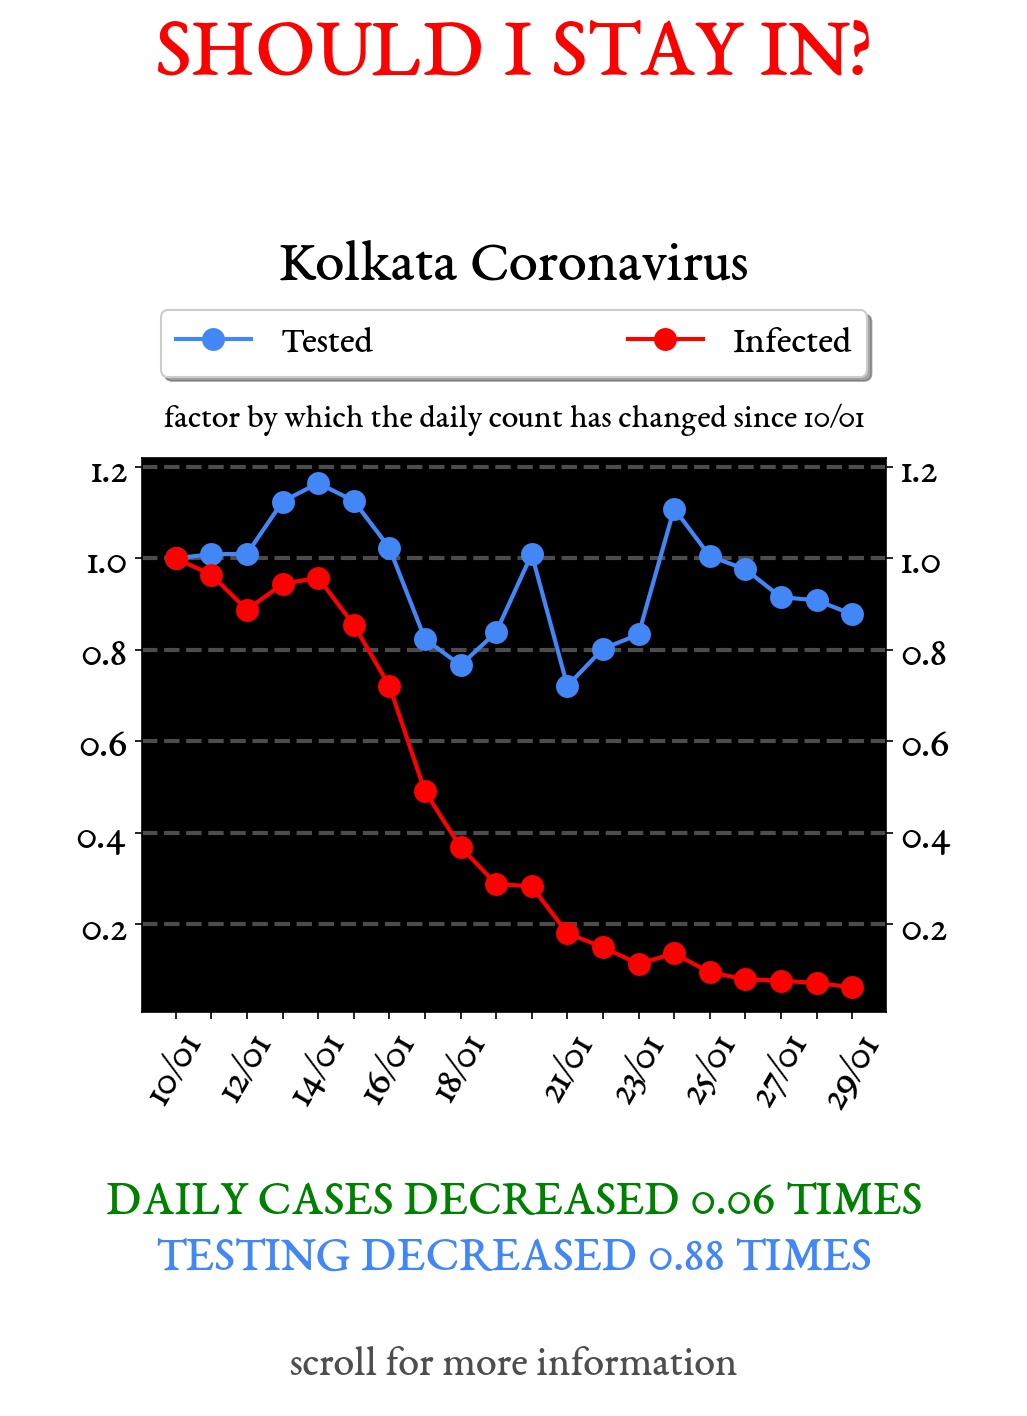 SHOULD I STAY IN?
Kolkata Coronavirus
Tested Infected
factor by which the daily count has changed since 10/01
1.2 1.2
1.0 1.0
0.8 0.8
0.6 0.6
0.4 0.4
0.2 0.2
10/01 12/01 14/01 16/01 18/01 21/01 23/01 25/01 27/01 29/01
DAILY CASES DECREASED 0.06 TIMES
TESTING DECREASED 0.88 TIMES
scroll for more information